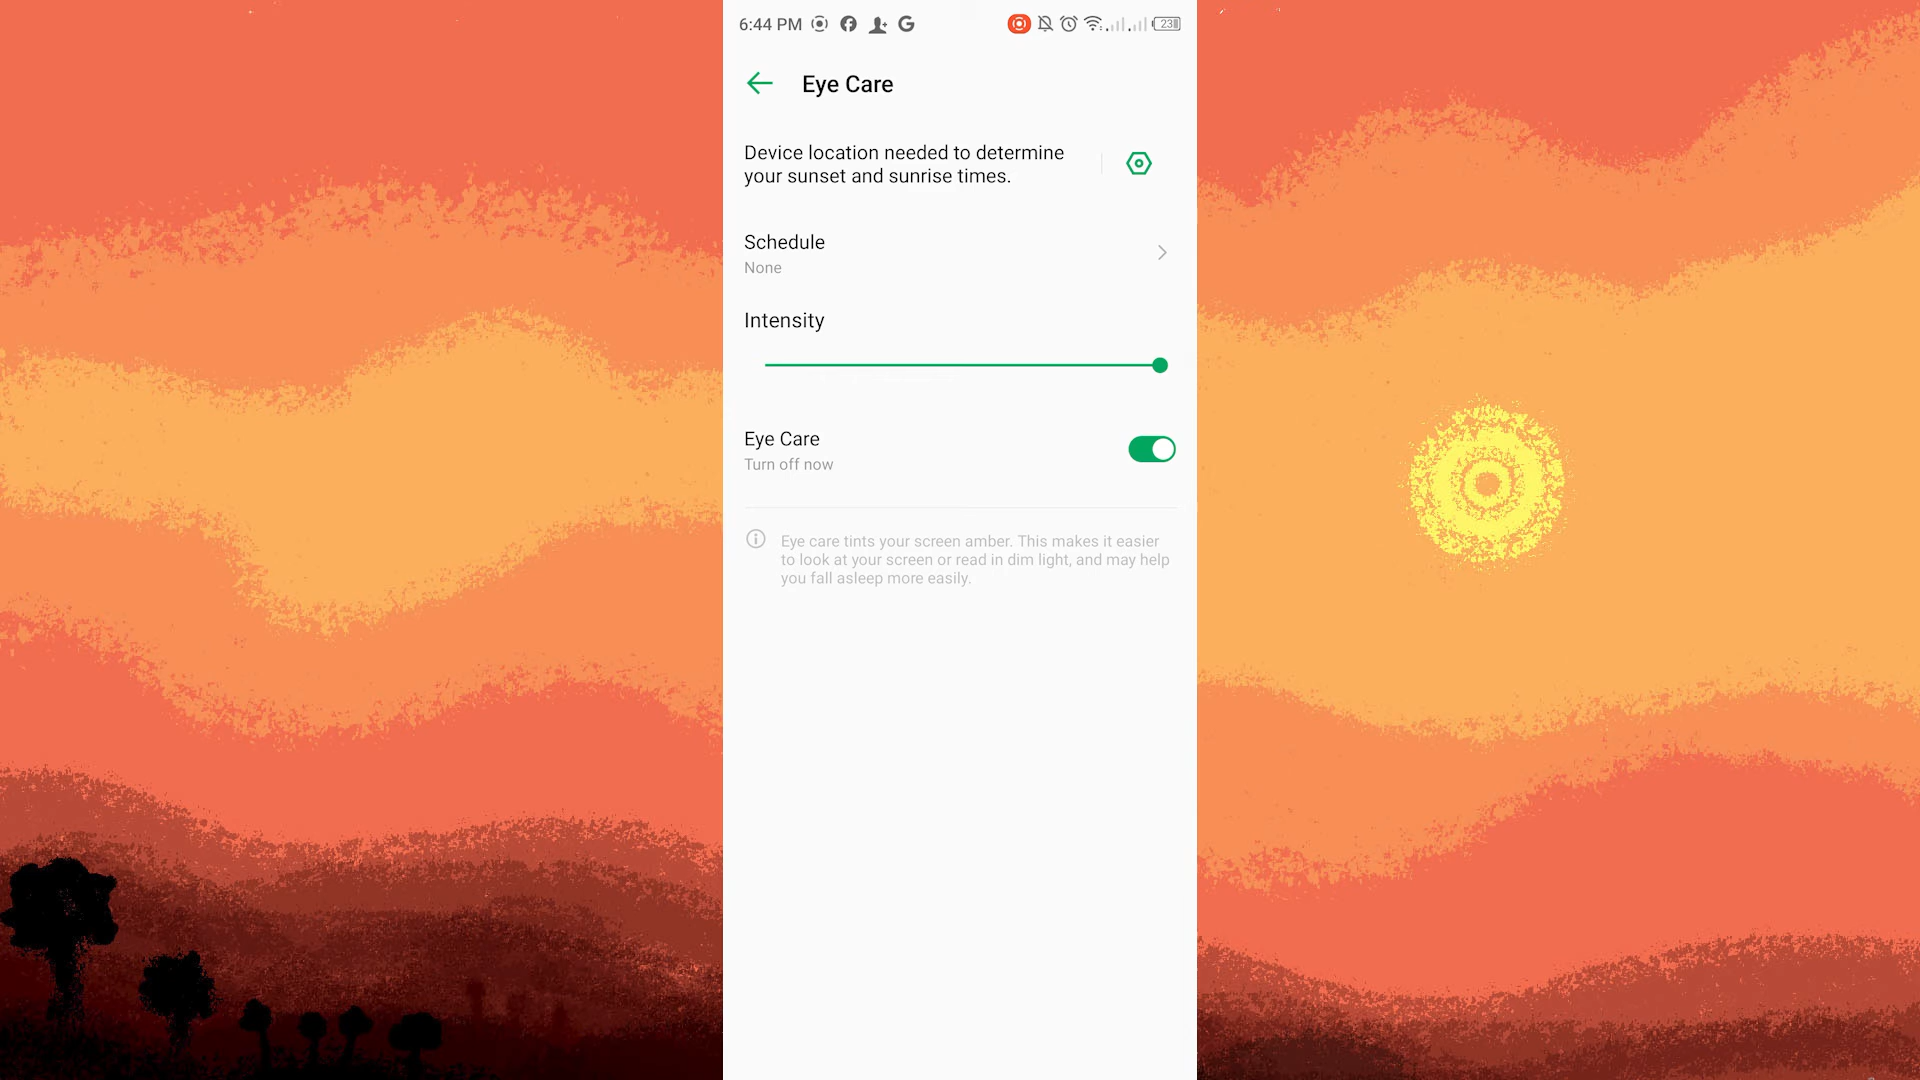 6:44 PM
23
Eye Care
Device location needed to determine
your sunset and sunrise times.
Schedule
None
Intensity
Eye Care
Turn off now
Eye care tints your screen amber. This makes it easier
to look at your screen or read in dim light, and may help
you fall asleep more easily.